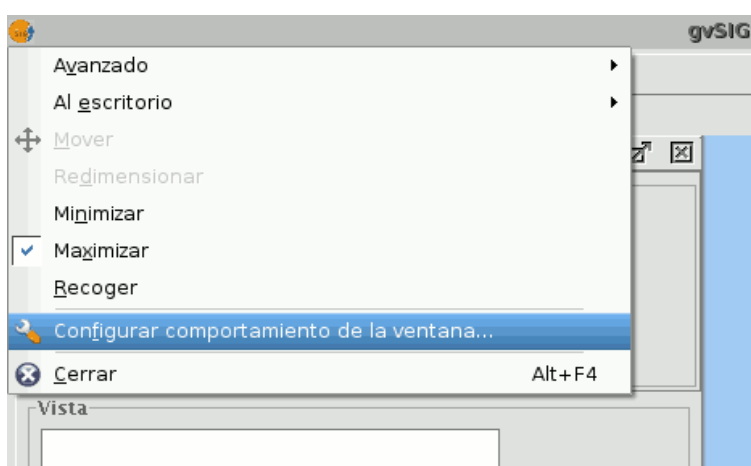 gvSIG
Avanzado
Al escritorio
Mover
Redimensionar
Minimizar
Maximizar
Recoger
Configurar comportamiento de la ventana...
Cerrar Alt+F4
Vista